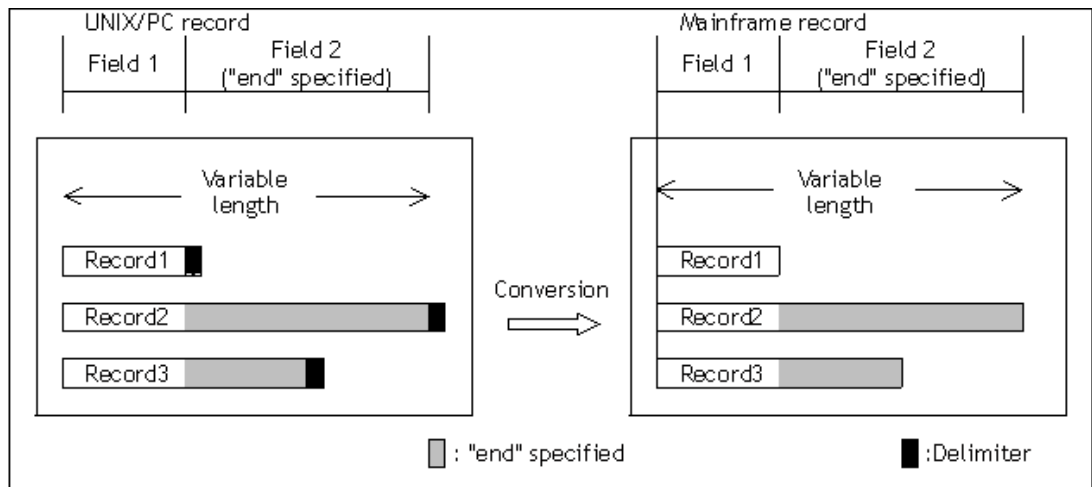 UNIX/PC record
Field 1
Field 2
("end" specified)
Variable
length
Record1
Record2
Record3
Conversion
Mainframe record
Field 1
Field 2
("end" specified)
Variable
length
Record1
Record2
Record3
: "end" specified
:Delimiter